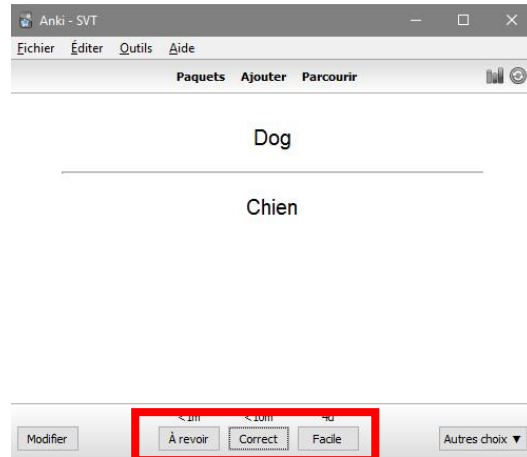 Anki - SVT
Fichier Éditer Outils Aide
Paquets Ajouter Parcourir
Dog
Chien
<1m <10m 4d
Modifier À revoir Correct Facile Autres choix ▼